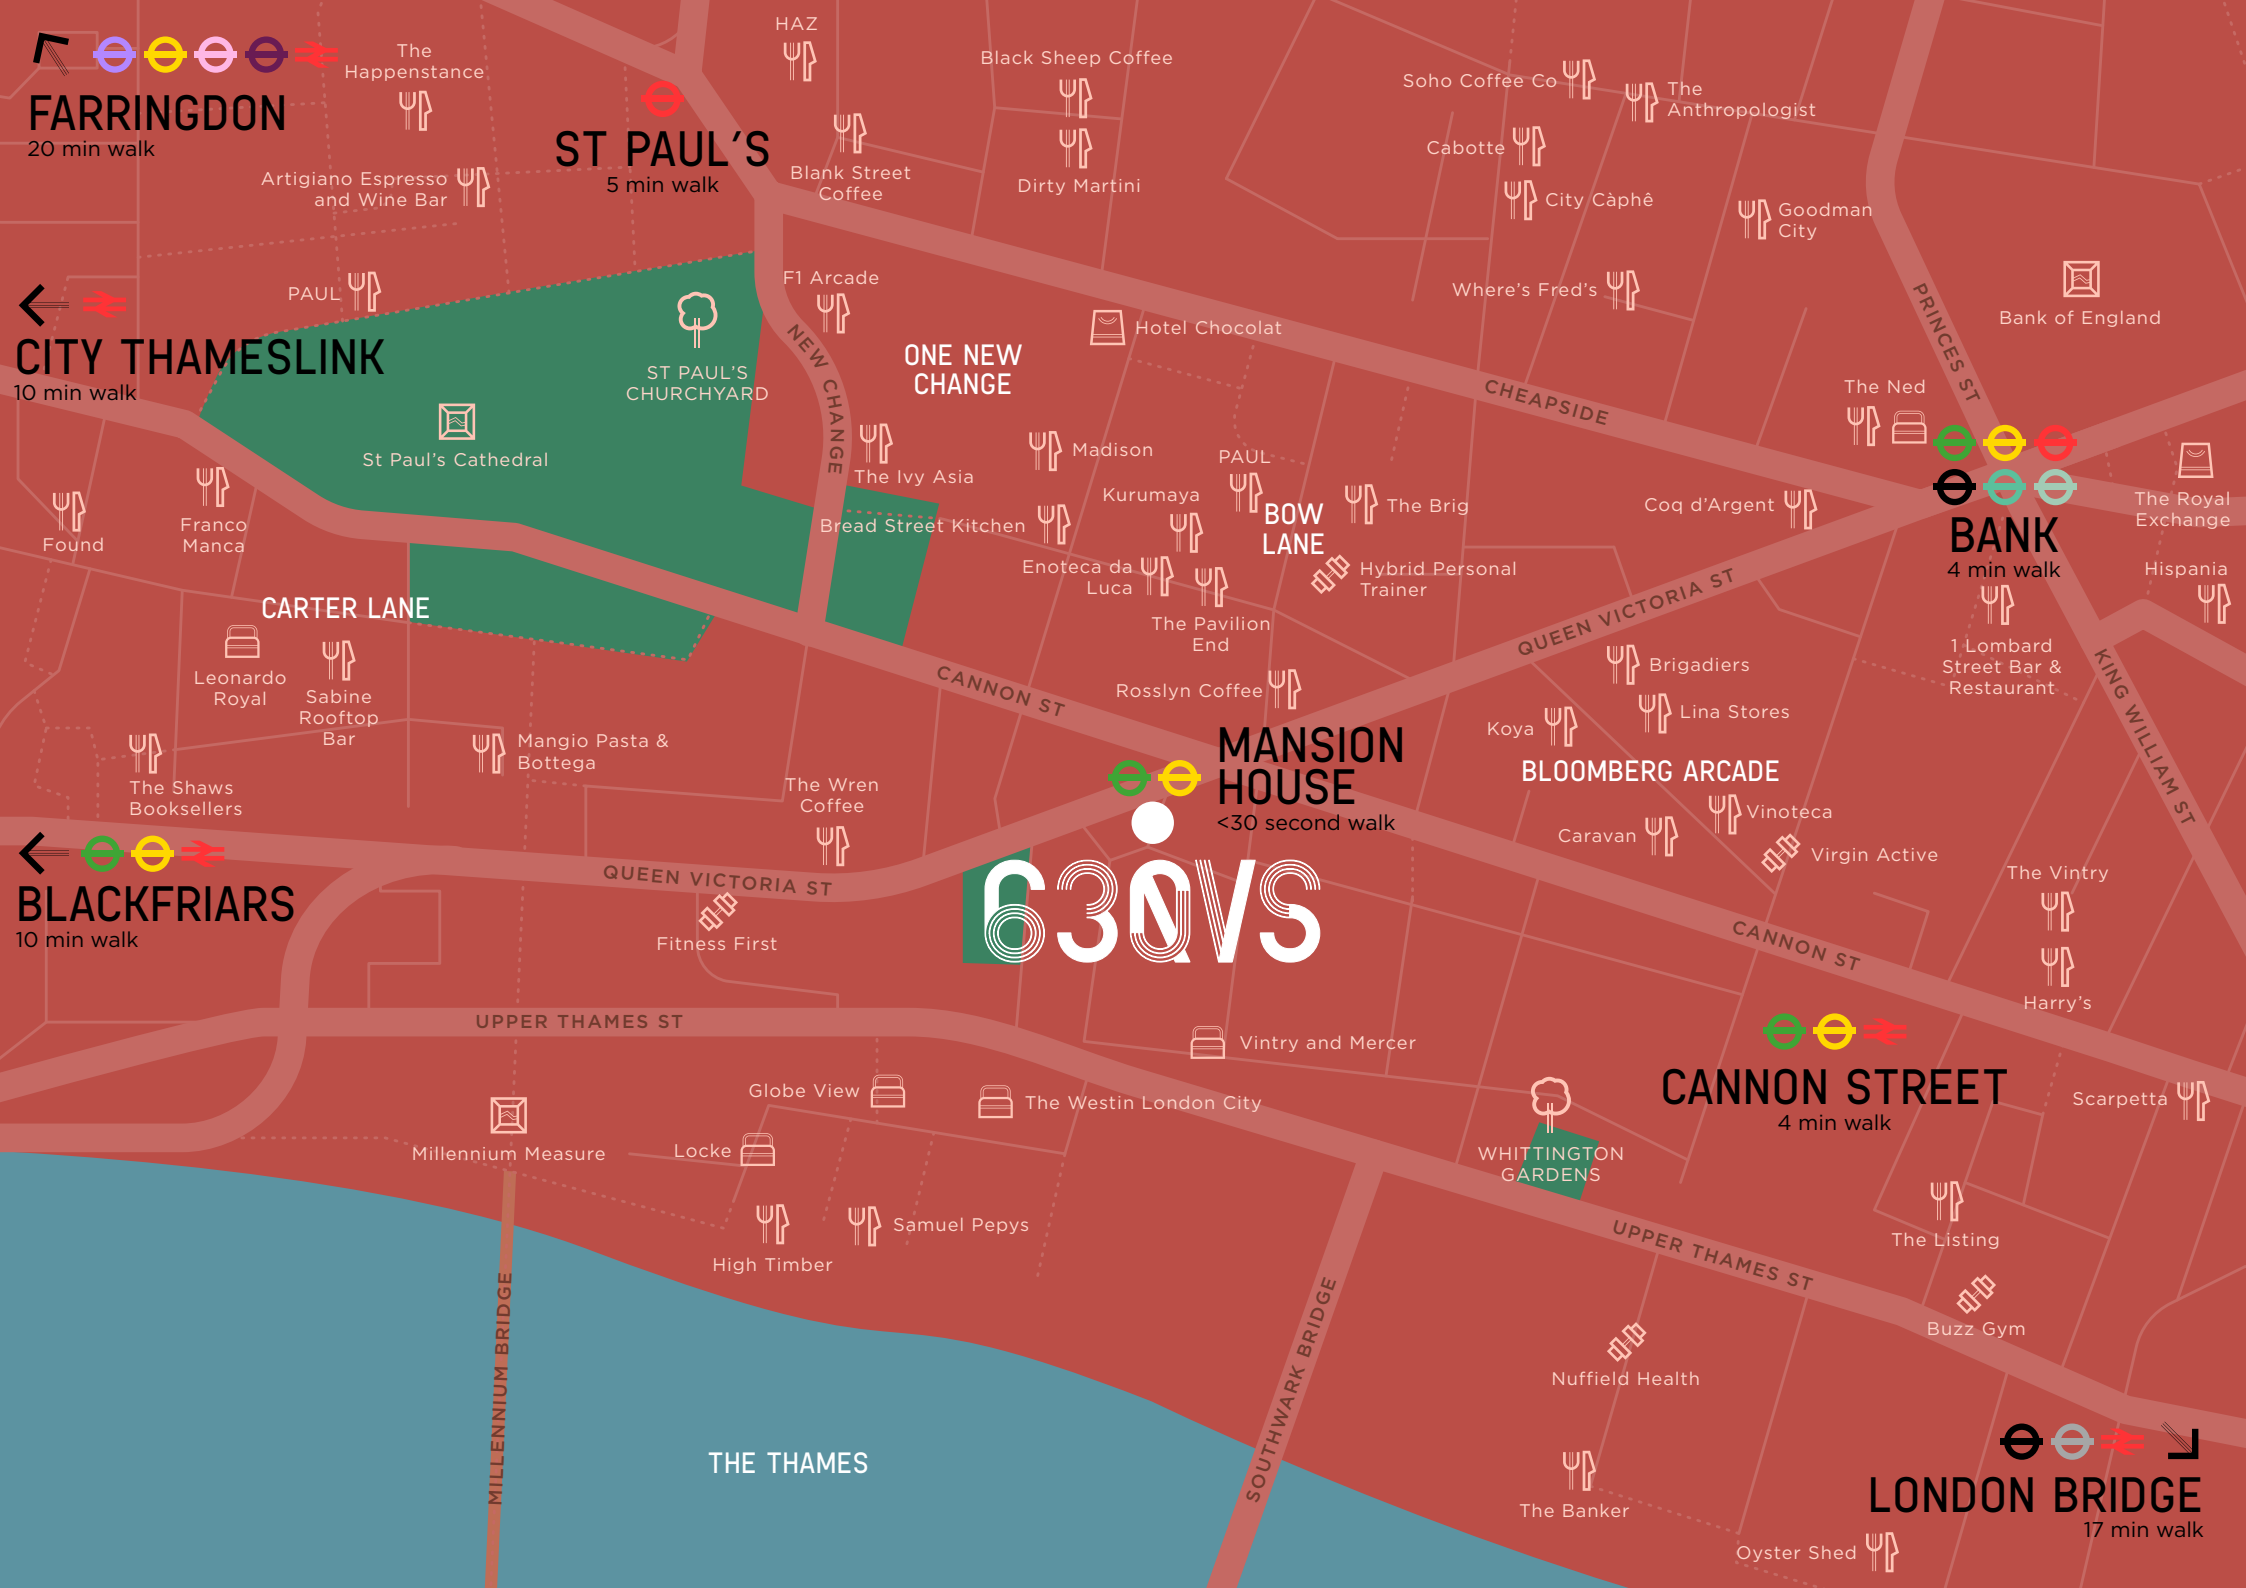 HAZ
The
Happenstance
Black Sheep Coffee
Soho Coffee Co
The
Anthropologist
FARRINGDON
20 min walk
ST PAUL'S
5 min walk
Cabotte
Artigiano Espresso
and Wine Bar
Blank Street
Coffee
Dirty Martini
City Càphê
Goodman
City
PAUL
F1 Arcade
Where's Fred's
PRINCES ST
Bank of England
CITY THAMESLINK
10 min walk
ST PAUL'S
CHURCHYARD
NEW CHANGE
ONE NEW
CHANGE
Hotel Chocolat
CHEAPSIDE
The Ned
St Paul's Cathedral
The Ivy Asia
Madison
PAUL
Kurumaya
BOW
LANE
The Brig
Coq d'Argent
The Royal
Exchange
BANK
4 min walk
Found
Franco
Manca
Bread Street Kitchen
Enoteca da
Luca
Hybrid Personal
Trainer
Hispania
CARTER LANE
The Pavilion
End
QUEEN VICTORIA ST
1 Lombard
Street Bar &
Restaurant
KING WILLIAM ST
Leonardo
Royal
Sabine
Rooftop
Bar
CANNON ST
Rosslyn Coffee
Brigadiers
Lina Stores
Koya
Mangio Pasta &
Bottega
MANSION
HOUSE
<30 second walk
BLOOMBERG ARCADE
The Shaws
Booksellers
The Wren
Coffee
Vinoteca
Caravan
Virgin Active
BLACKFRIARS
10 min walk
QUEEN VICTORIA ST
63QVS
The Vintry
Fitness First
CANNON ST
Harry's
UPPER THAMES ST
Vintry and Mercer
CANNON STREET
4 min walk
Globe View
The Westin London City
Scarpetta
Millennium Measure
Locke
WHITTINGTON
GARDENS
Samuel Pepys
High Timber
The Listing
UPPER THAMES ST
MILLENNIUM BRIDGE
SOUTHWARK BRIDGE
Buzz Gym
Nuffield Health
THE THAMES
The Banker
LONDON BRIDGE
17 min walk
Oyster Shed